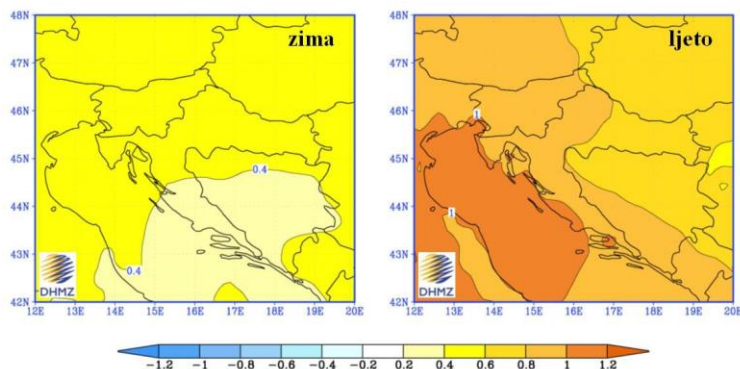 zima
48N
47N
46N
45N
44N
43N
42N
12E 13E 14E 15E 16E 17E 18E 19E 20E
0.4
0.4
DHMZ
ljeto
48N
47N
46N
45N
44N
43N
42N
12E 13E 14E 15E 16E 17E 18E 19E 20E
1
1
DHMZ
-1.2 -1 -0.8 -0.6 -0.4 -0.2 0.2 0.4 0.6 0.8 1 1.2